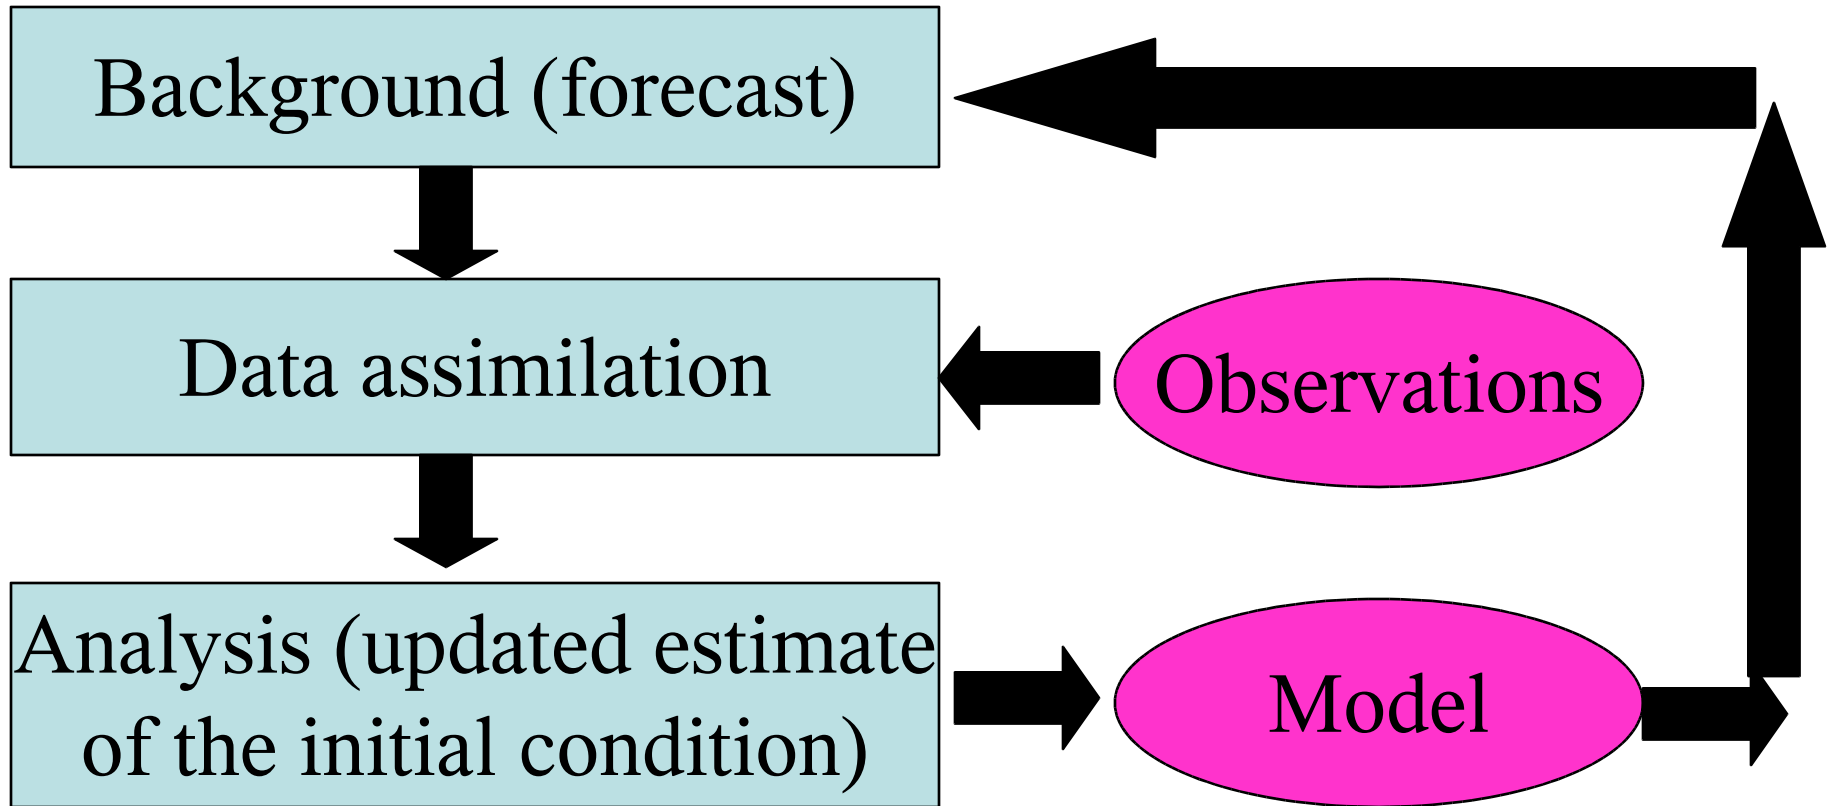 Background (forecast)
Data assimilation
Observations
Analysis (updated estimate
of the initial condition)
Model